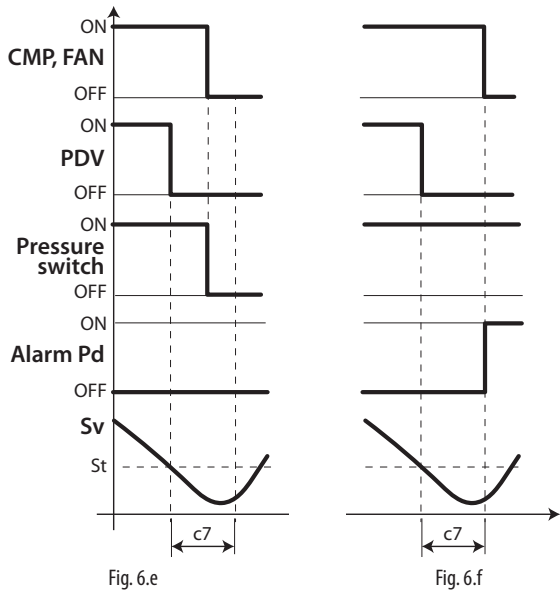 ON
CMP, FAN
OFF
ON
PDV
OFF
ON
Pressure
switch
OFF
ON
Alarm Pd
OFF
Sv
St
c7
c7
Fig. 6.e
Fig. 6.f